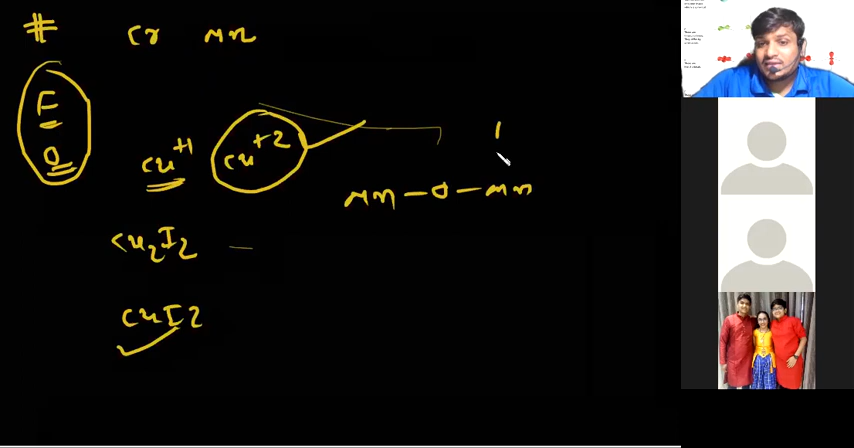 # Cr Mn
F
O
Cu+1 Cu+2
Mn-O-Mn
Cu2I2 -
CuI2